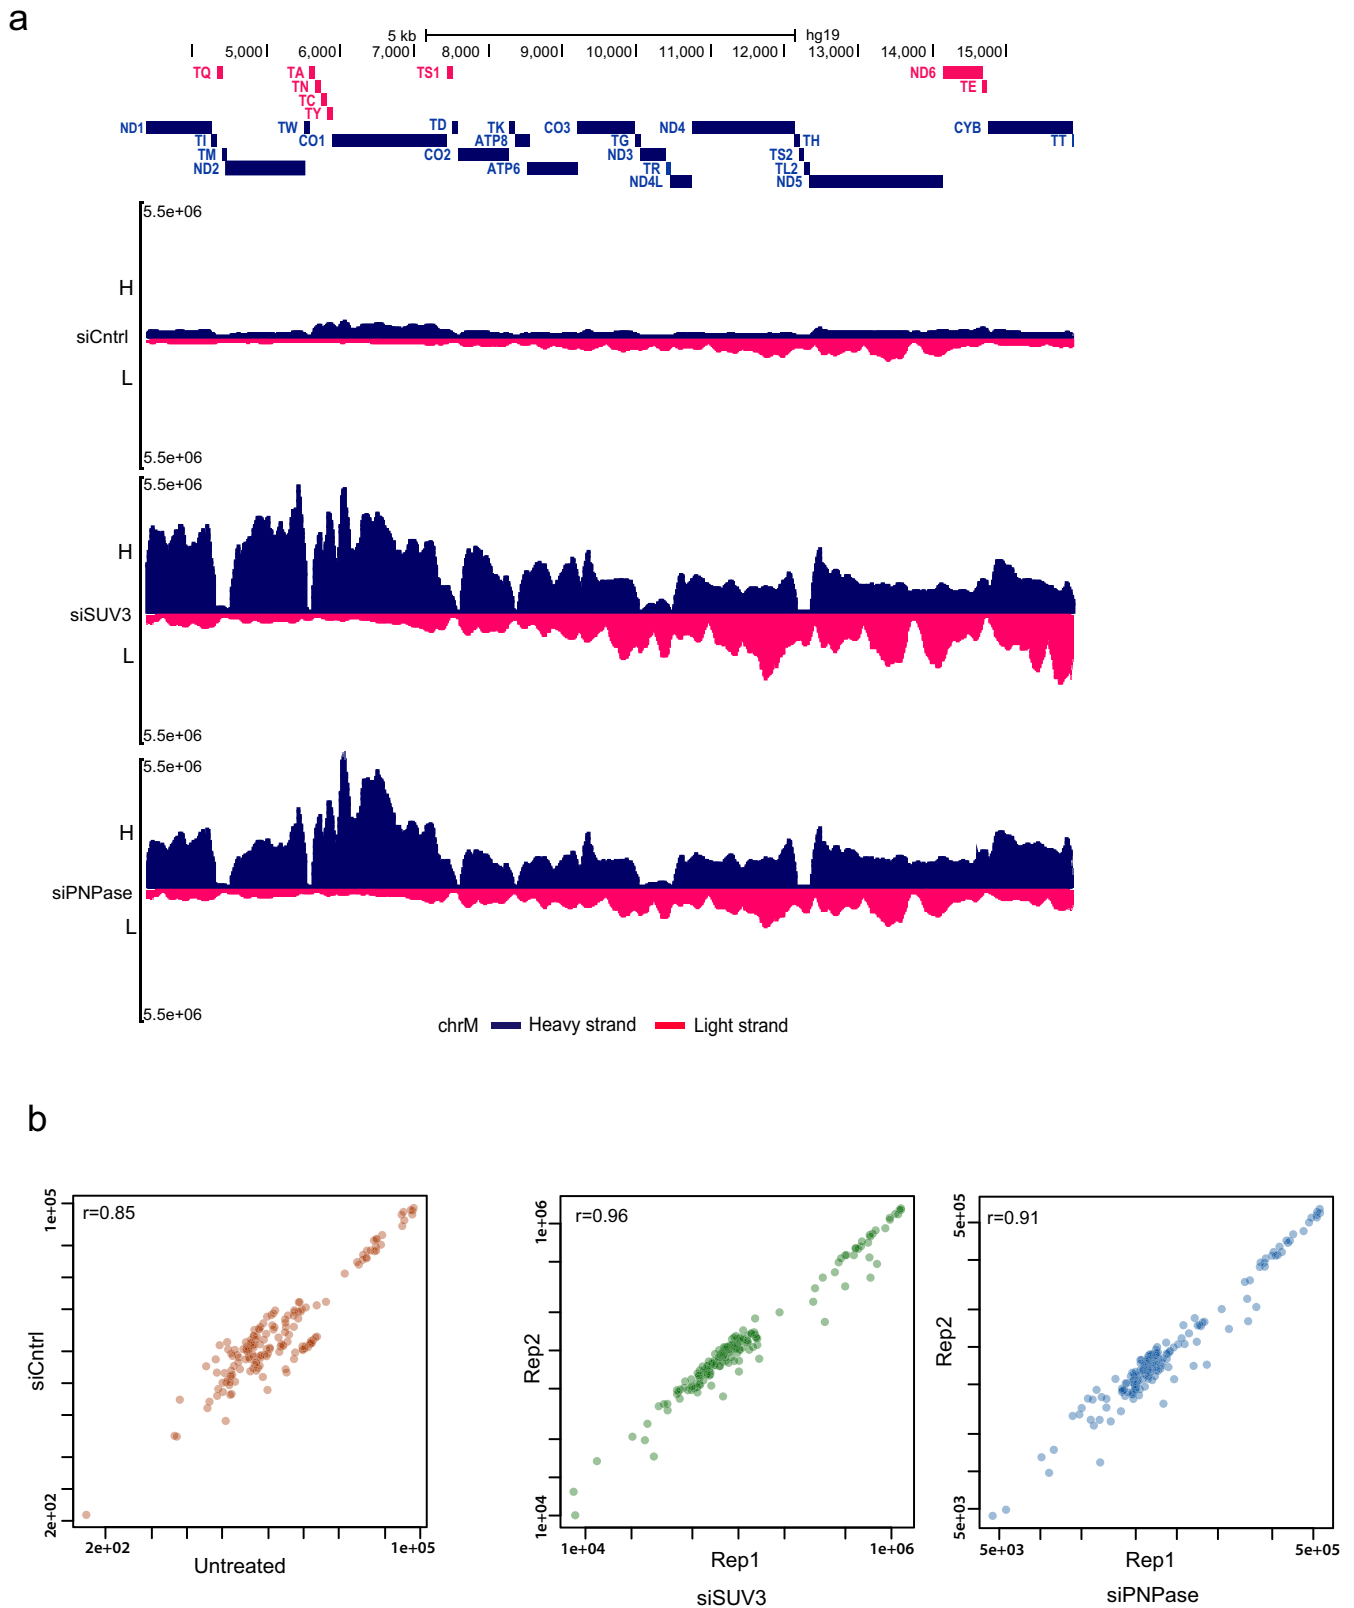 a
5 kb hg19
5,000 6,000 7,000 8,000 9,000 10,000 11,000 12,000 13,000 14,000 15,000
TQ TA TS1 ND6
TN TE
TC
TY
ND1 TW TD TK CO3 ND4 CYB
TI CO1 ATP8 TG TH TT
TM CO2 ND3 TS2
ND2 ATP6 TR TL2
ND4L ND5
5.5e+06
H
siCntrl
L
5.5e+06
5.5e+06
H
siSUV3
L
5.5e+06
5.5e+06
H
siPNPase
L
5.5e+06
chrM Heavy strand Light strand
b
r=0.85
1e+05
siCntrl
2e+02
2e+02 1e+05
Untreated
r=0.96
1e+06
Rep2
1e+04
1e+04 1e+06
Rep1
siSUV3
r=0.91
5e+05
Rep2
5e+03
5e+03 5e+05
Rep1
siPNPase